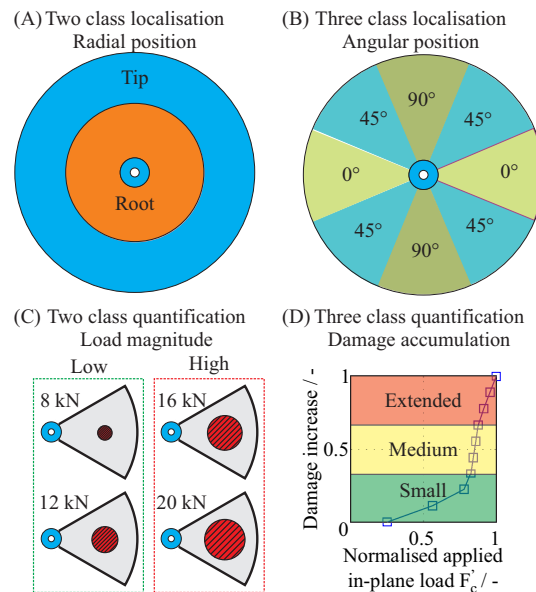 (A) Two class localisation
Radial position
Tip
Root
(B) Three class localisation
Angular position
90°
45°
45°
0°
0°
45°
45°
90°
(C) Two class quantification
Load magnitude
Low
High
8 kN
16 kN
12 kN
20 kN
(D) Three class quantification
Damage accumulation
Damage increase / -
1
0.5
0
Extended
Medium
Small
0.5
1
Normalised applied
in-plane load F'c / -